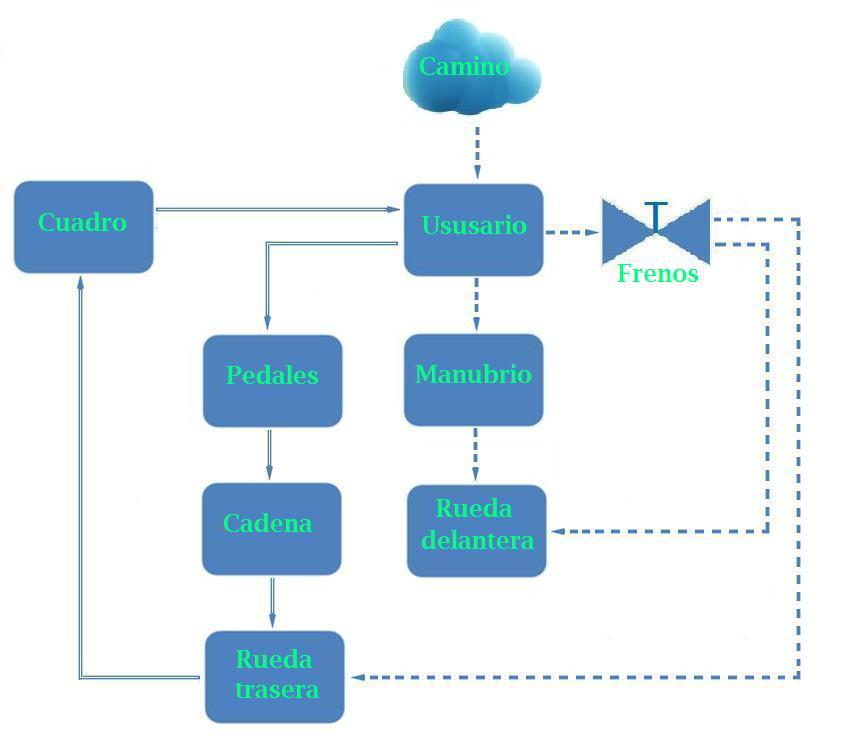 Camino
Cuadro
Ususario
Frenos
Pedales
Manubrio
Cadena
Rueda
delantera
Rueda
trasera